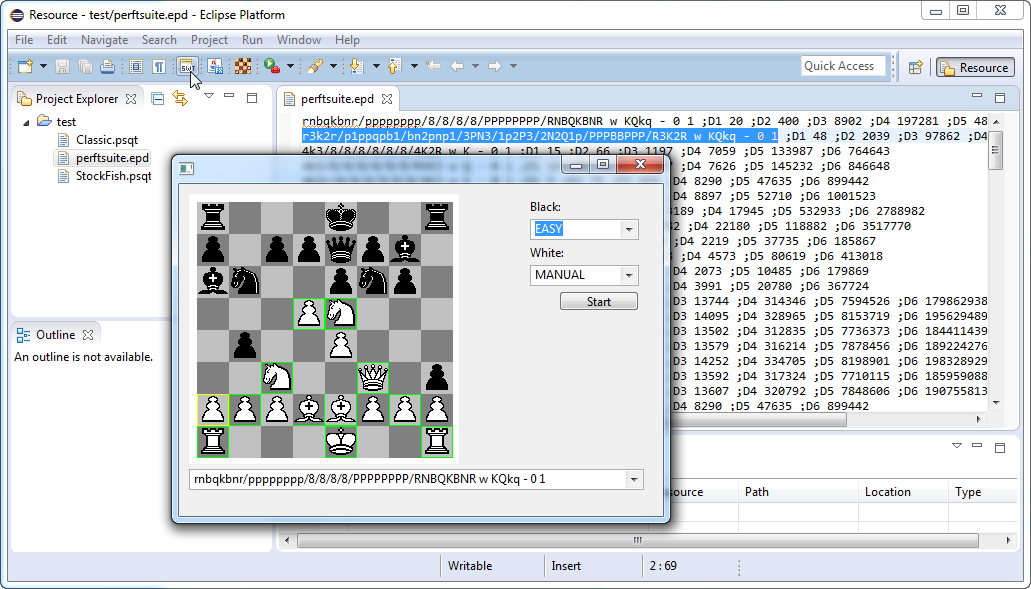 Resource - test/perftsuite.epd - Eclipse Platform
File Edit Navigate Search Project Run Window Help
SWT
Quick Access
Resource
Project Explorer
perftsuite.epd
test
Classic.psqt
perftsuite.epd
StockFish.psqt
rnbqkbnr/pppppppp/8/8/8/8/PPPPPPPP/RNBQKBNR w KQkq - 0 1 ;D1 20 ;D2 400 ;D3 8902 ;D4 197281 ;D5 48
r3k2r/p1ppqpb1/bn2pnp1/3PN3/1p2P3/2N2Q1p/PPPBBPPP/R3K2R w KQkq - 0 1 ;D1 48 ;D2 2039 ;D3 97862 ;D4
4k3/8/8/8/8/8/8/4K2R w K - 0 1 ;D1 15 ;D2 66 ;D3 1197 ;D4 7059 ;D5 133987 ;D6 764643
D4 7626 ;D5 145232 ;D6 846648
D4 8290 ;D5 47635 ;D6 899442
D4 8897 ;D5 52710 ;D6 1001523
;D4 17945 ;D5 532933 ;D6 2788982
;D4 22180 ;D5 118882 ;D6 3517770
D4 2219 ;D5 37735 ;D6 185867
;D4 4573 ;D5 80619 ;D6 413018
D4 2073 ;D5 10485 ;D6 179869
D4 3991 ;D5 20780 ;D6 367724
D3 13744 ;D4 314346 ;D5 7594526 ;D6 179862938
D3 14095 ;D4 328965 ;D5 8153719 ;D6 195629489
D3 13502 ;D4 312835 ;D5 7736373 ;D6 184411439
D3 13579 ;D4 316214 ;D5 7878456 ;D6 189224276
D3 14252 ;D4 334705 ;D5 8198901 ;D6 198328929
D3 13592 ;D4 317324 ;D5 7710115 ;D6 185959088
D3 13607 ;D4 320792 ;D5 7848606 ;D6 190755813
D4 8290 ;D5 47635 ;D6 899442
Outline
An outline is not available.
Black:
EASY
White:
MANUAL
Start
rnbqkbnr/pppppppp/8/8/8/8/PPPPPPPP/RNBQKBNR w KQkq - 0 1
Path Location Type
Writable Insert 2 : 69